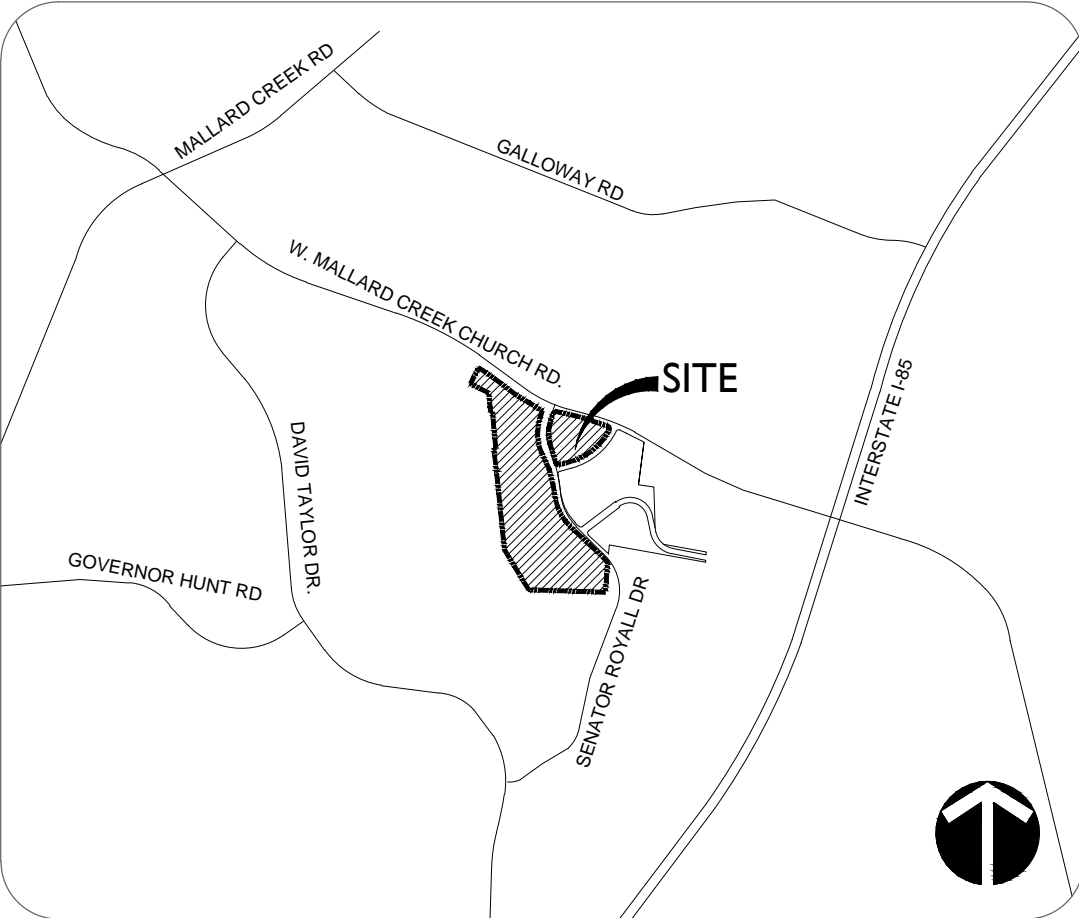 MALLARD CREEK RD
GALLOWAY RD
W. MALLARD CREEK CHURCH RD.
SITE
INTERSTATE I-85
DAVID TAYLOR DR.
GOVERNOR HUNT RD
SENATOR ROYALL DR